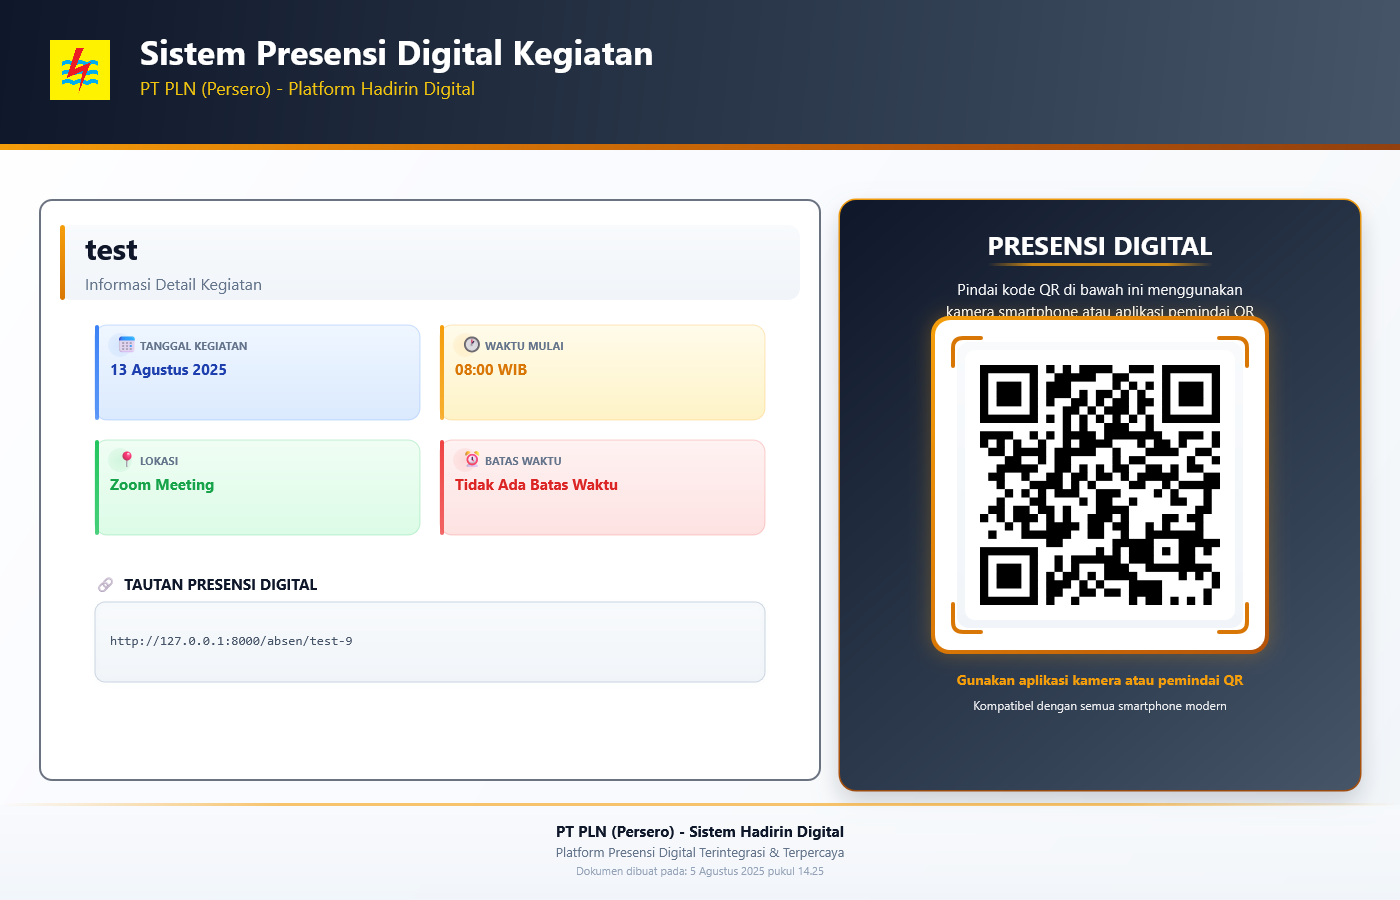 Sistem Presensi Digital Kegiatan
PT PLN (Persero) - Platform Hadirin Digital
test
Informasi Detail Kegiatan
TANGGAL KEGIATAN
13 Agustus 2025
WAKTU MULAI
08:00 WIB
LOKASI
Zoom Meeting
BATAS WAKTU
Tidak Ada Batas Waktu
TAUTAN PRESENSI DIGITAL
http://127.0.0.1:8000/absen/test-9
PRESENSI DIGITAL
Pindai kode QR di bawah ini menggunakan
kamera smartphone atau aplikasi pemindai QR
Gunakan aplikasi kamera atau pemindai QR
Kompatibel dengan semua smartphone modern
PT PLN (Persero) - Sistem Hadirin Digital
Platform Presensi Digital Terintegrasi & Terpercaya
Dokumen dibuat pada: 5 Agustus 2025 pukul 14.25